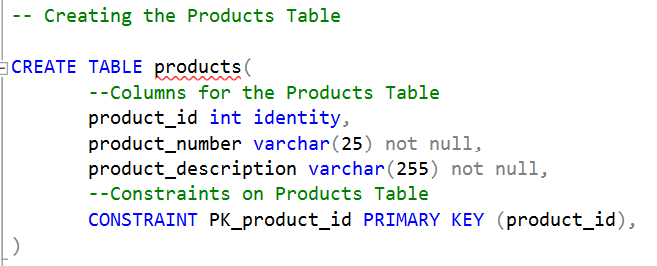 -- Creating the Products Table
CREATE TABLE products(
--Columns for the Products Table
product_id int identity,
product_number varchar(25) not null,
product_description varchar(255) not null,
--Constraints on Products Table
CONSTRAINT PK_product_id PRIMARY KEY (product_id),
)